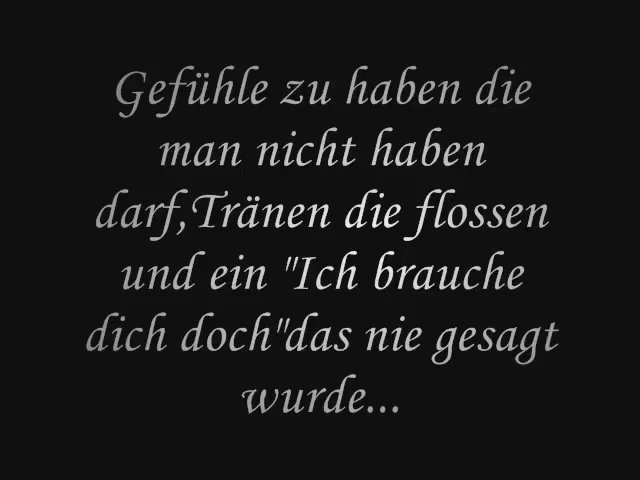 Gefühle zu haben die
man nicht haben
darf,Tränen die flossen
und ein "Ich brauche
dich doch"das nie gesagt
wurde...